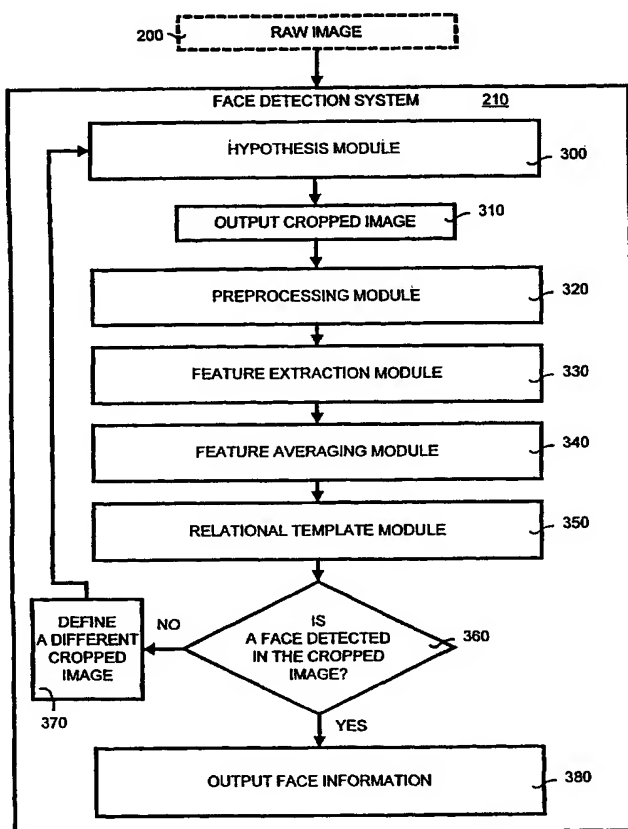 200 RAW IMAGE
FACE DETECTION SYSTEM 210
HYPOTHESIS MODULE 300
OUTPUT CROPPED IMAGE 310
PREPROCESSING MODULE 320
FEATURE EXTRACTION MODULE 330
FEATURE AVERAGING MODULE 340
RELATIONAL TEMPLATE MODULE 350
IS
A FACE DETECTED
IN THE CROPPED
IMAGE?
360
NO
DEFINE
A DIFFERENT
CROPPED
IMAGE
370
YES
OUTPUT FACE INFORMATION 380